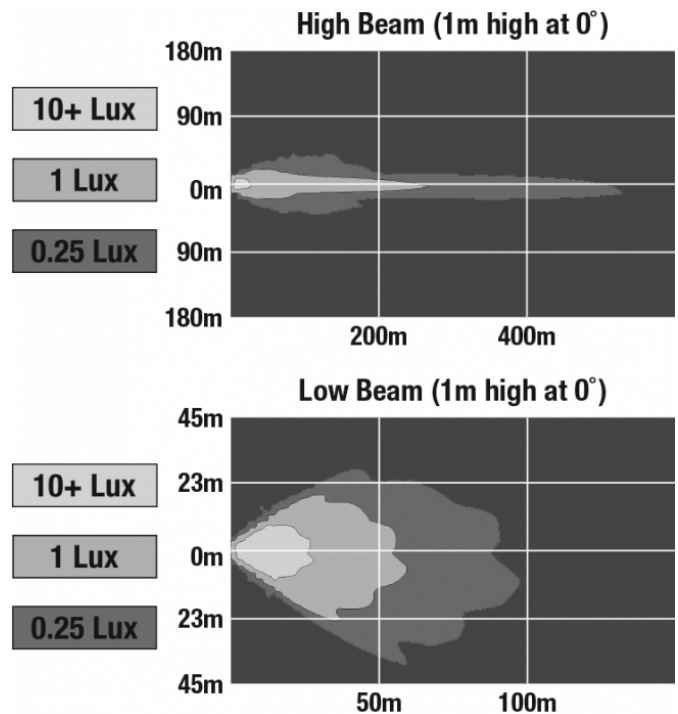 High Beam (1m high at 0°)
180m
10+ Lux
90m
1 Lux
0m
0.25 Lux
90m
180m
200m
400m
Low Beam (1m high at 0°)
45m
10+ Lux
23m
1 Lux
0m
0.25 Lux
23m
45m
50m
100m